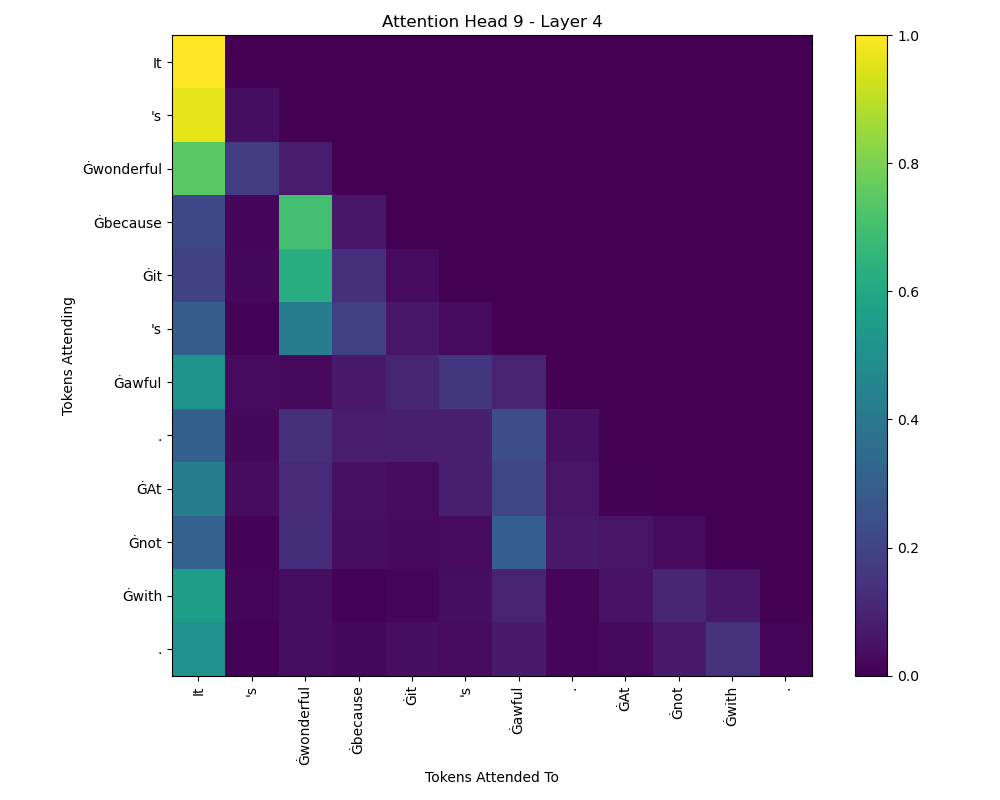 Attention Head 9 - Layer 4
Tokens Attending
It
's
Ġwonderful
Ġbecause
Ġit
's
Ġawful
.
ĠAt
Ġnot
Ġwith
.
It
's
Ġwonderful
Ġbecause
Ġit
's
Ġawful
.
ĠAt
Ġnot
Ġwith
.
Tokens Attended To
1.0
0.8
0.6
0.4
0.2
0.0